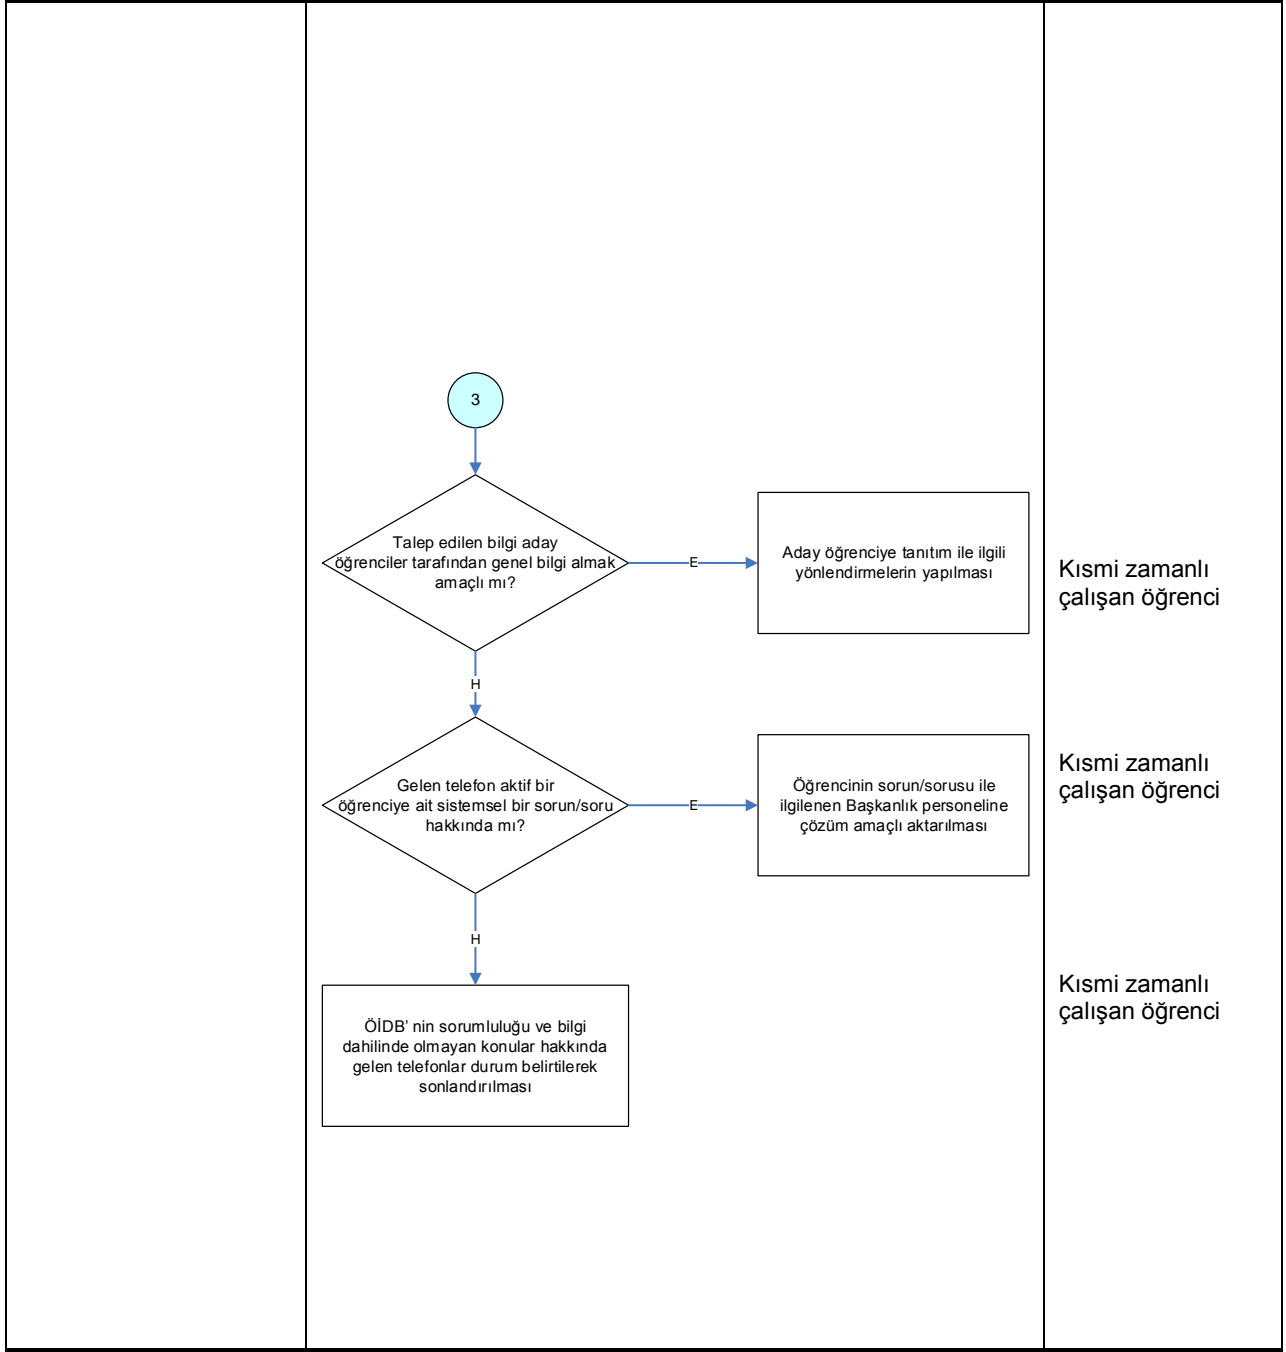 3
Talep edilen bilgi aday
öğrenciler tarafından genel bilgi almak
amaçlı mı?
E
Aday öğrenciye tanıtım ile ilgili
yönlendirmelerin yapılması
Kısmi zamanlı
çalışan öğrenci
H
Gelen telefon aktif bir
öğrenciye ait sistemsel bir sorun/soru
hakkında mı?
E
Öğrencinin sorun/sorusu ile
ilgilenen Başkanlık personeline
çözüm amaçlı aktarılması
Kısmi zamanlı
çalışan öğrenci
H
ÖİDB' nin sorumluluğu ve bilgi
dahilinde olmayan konular hakkında
gelen telefonlar durum belirtilerek
sonlandırılması
Kısmi zamanlı
çalışan öğrenci